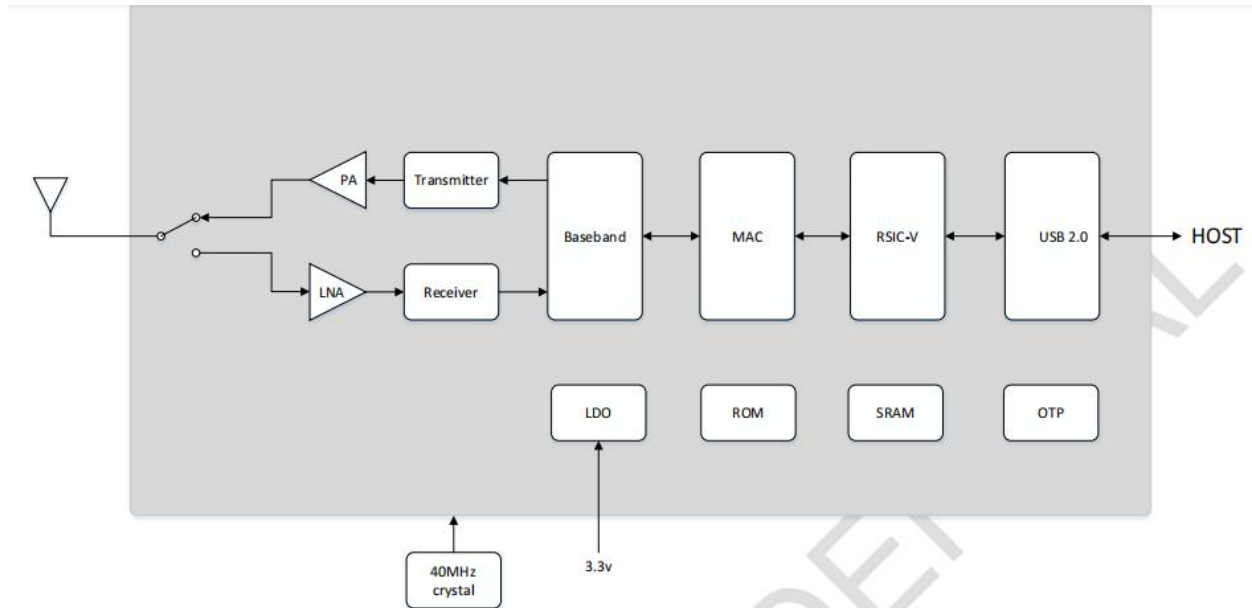 PA
Transmitter
LNA
Receiver
Baseband
MAC
RSIC-V
USB 2.0
HOST
LDO
ROM
SRAM
OTP
40MHz
crystal
3.3v